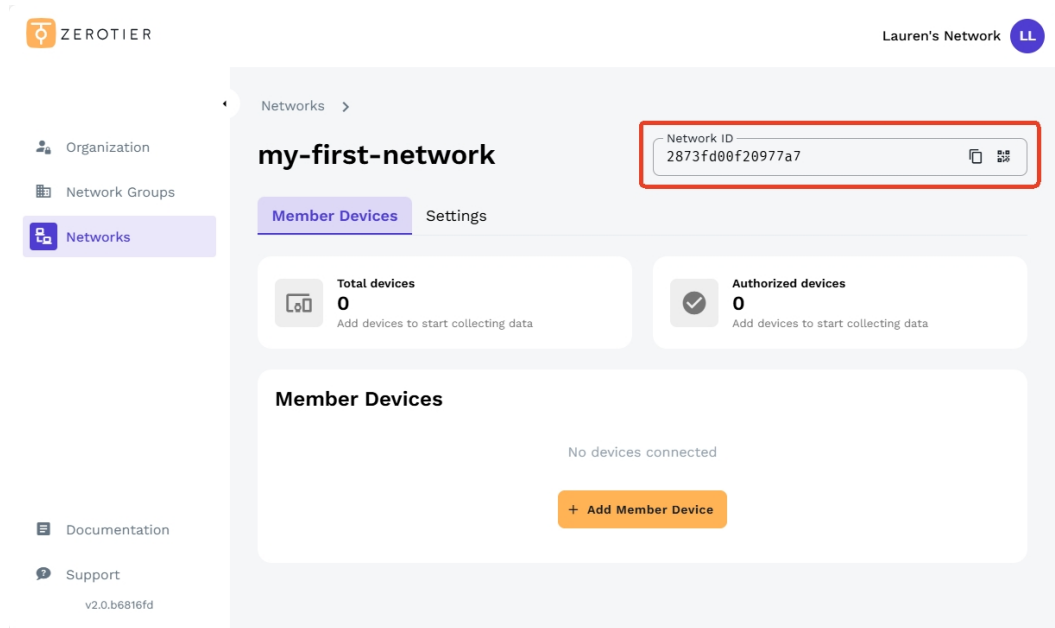 ZEROTIER
Lauren's Network LL
Organization
Network Groups
Networks
Documentation
Support
v2.0.b6816fd
Networks
my-first-network
Network ID
2873fd00f20977a7
Member Devices Settings
Total devices
0
Add devices to start collecting data
Authorized devices
0
Add devices to start collecting data
Member Devices
No devices connected
+ Add Member Device